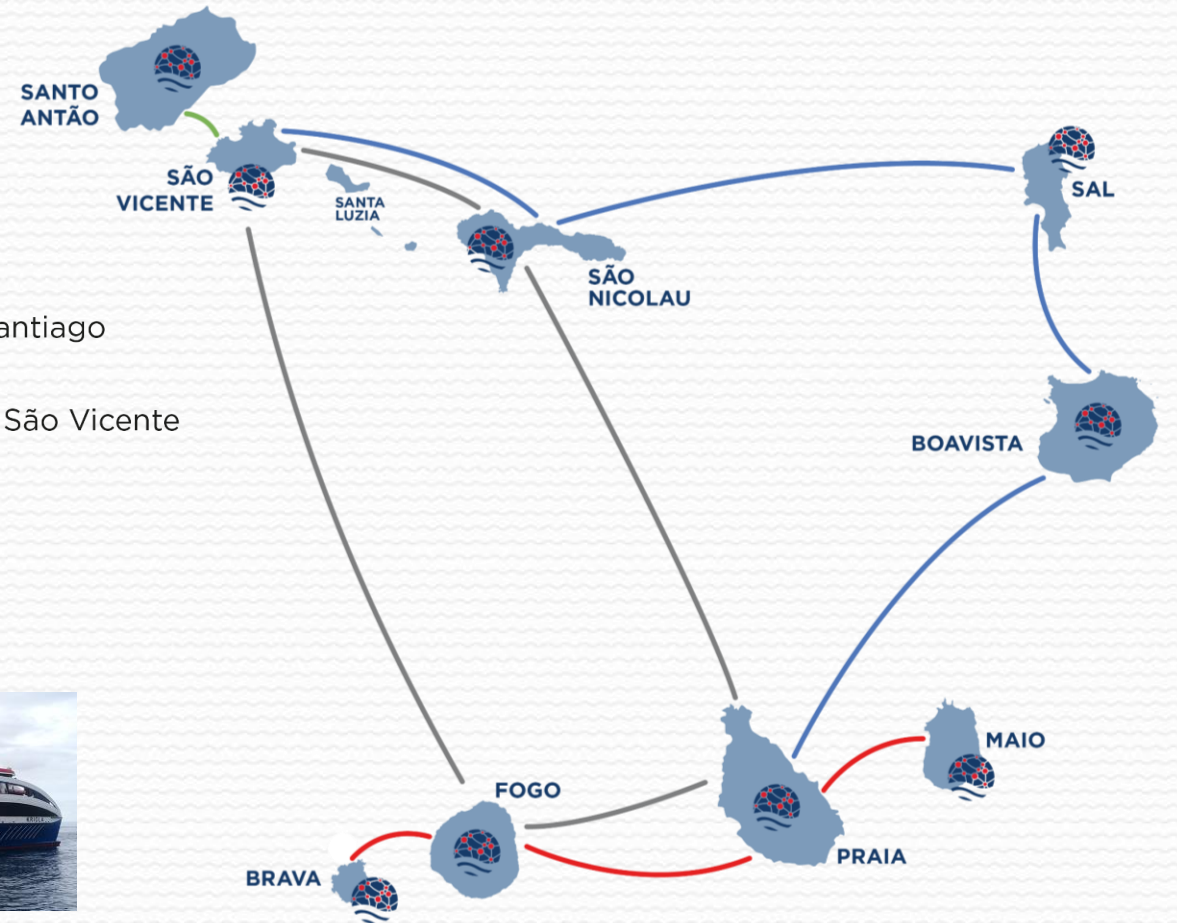 SANTO
ANTÃO
SÃO
VICENTE
SANTA
LUZIA
SÃO
NICOLAU
SAL
antiago
São Vicente
BOAVISTA
MAIO
FOGO
PRAIA
BRAVA